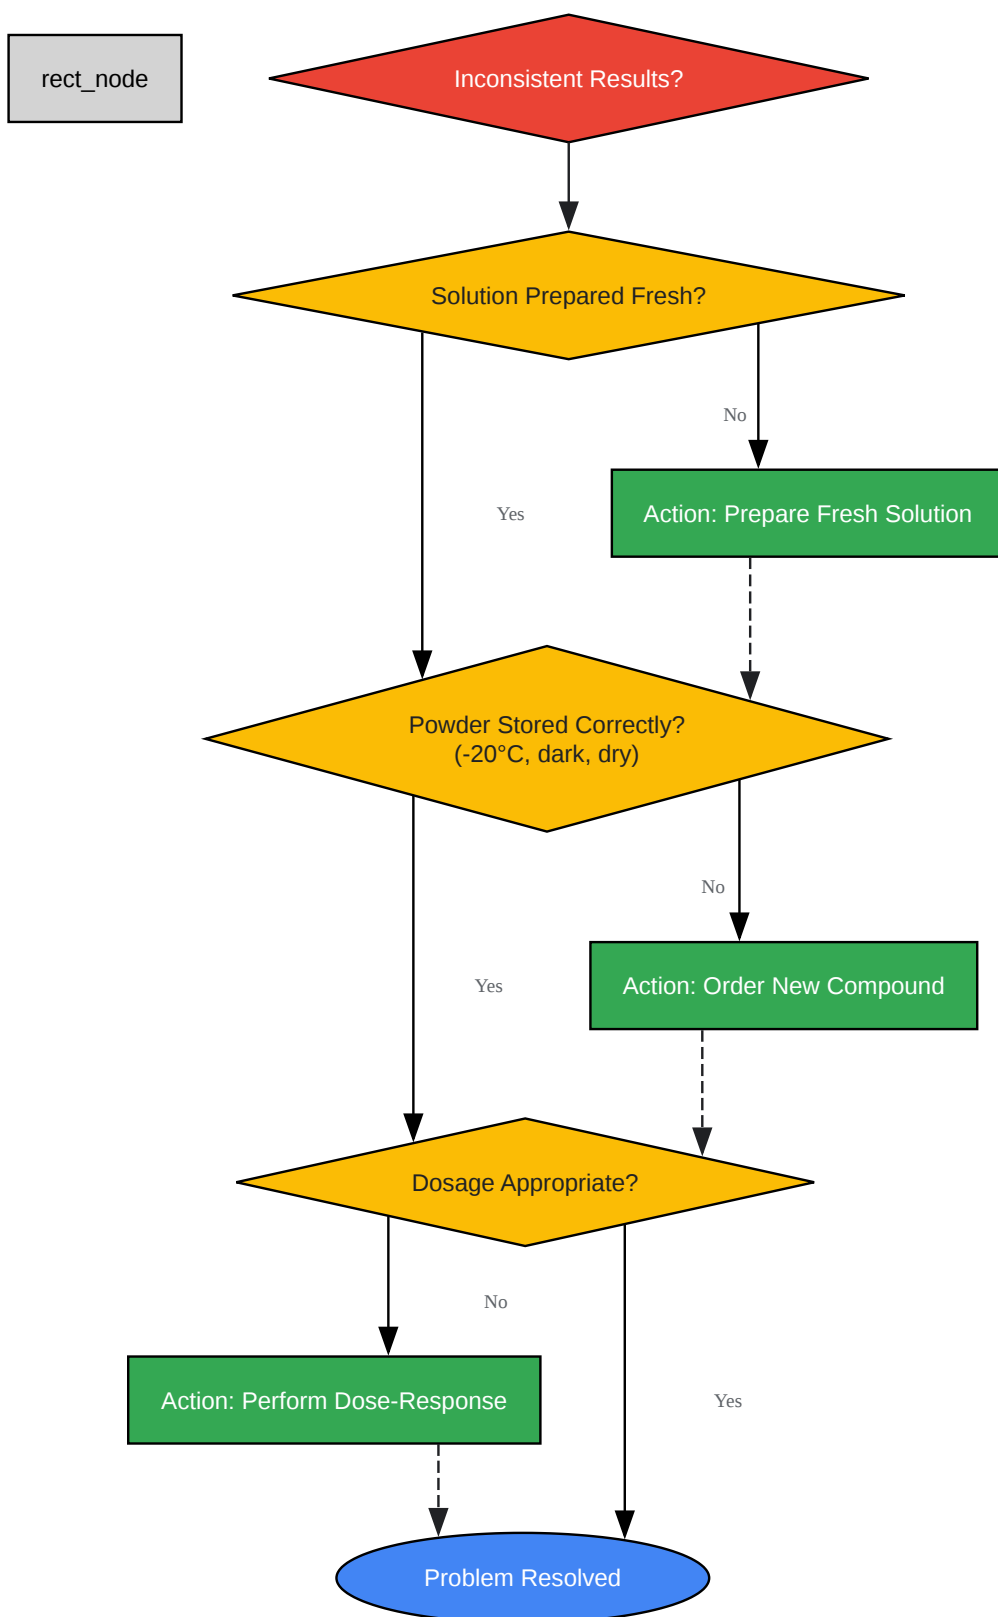 rect_node
Inconsistent Results?
Solution Prepared Fresh?
No
Yes
Action: Prepare Fresh Solution
Powder Stored Correctly?
(-20°C, dark, dry)
No
Yes
Action: Order New Compound
Dosage Appropriate?
No
Action: Perform Dose-Response
Yes
Problem Resolved